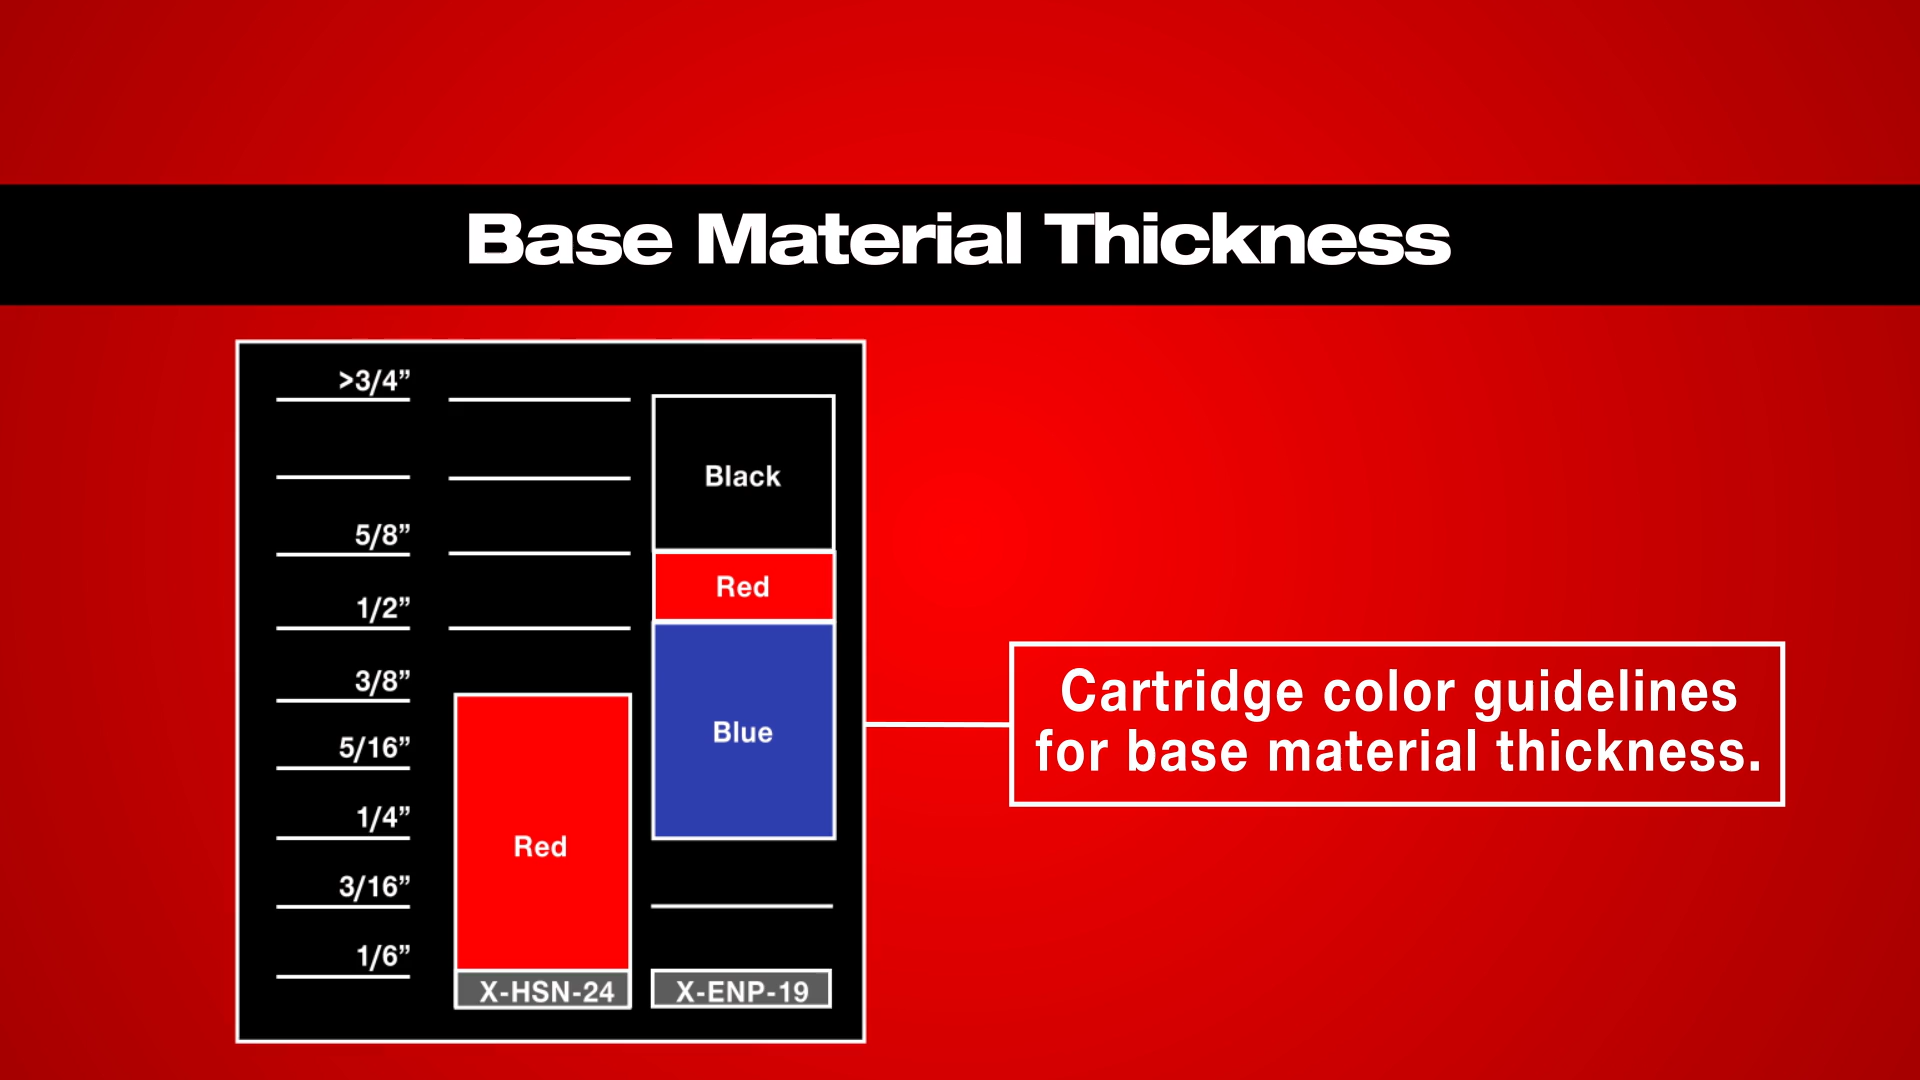 Base Material Thickness
>3/4”
5/8”
1/2”
3/8”
5/16”
1/4”
3/16”
1/6”
Red
X-HSN-24
Black
Red
Blue
X-ENP-19
Cartridge color guidelines
for base material thickness.